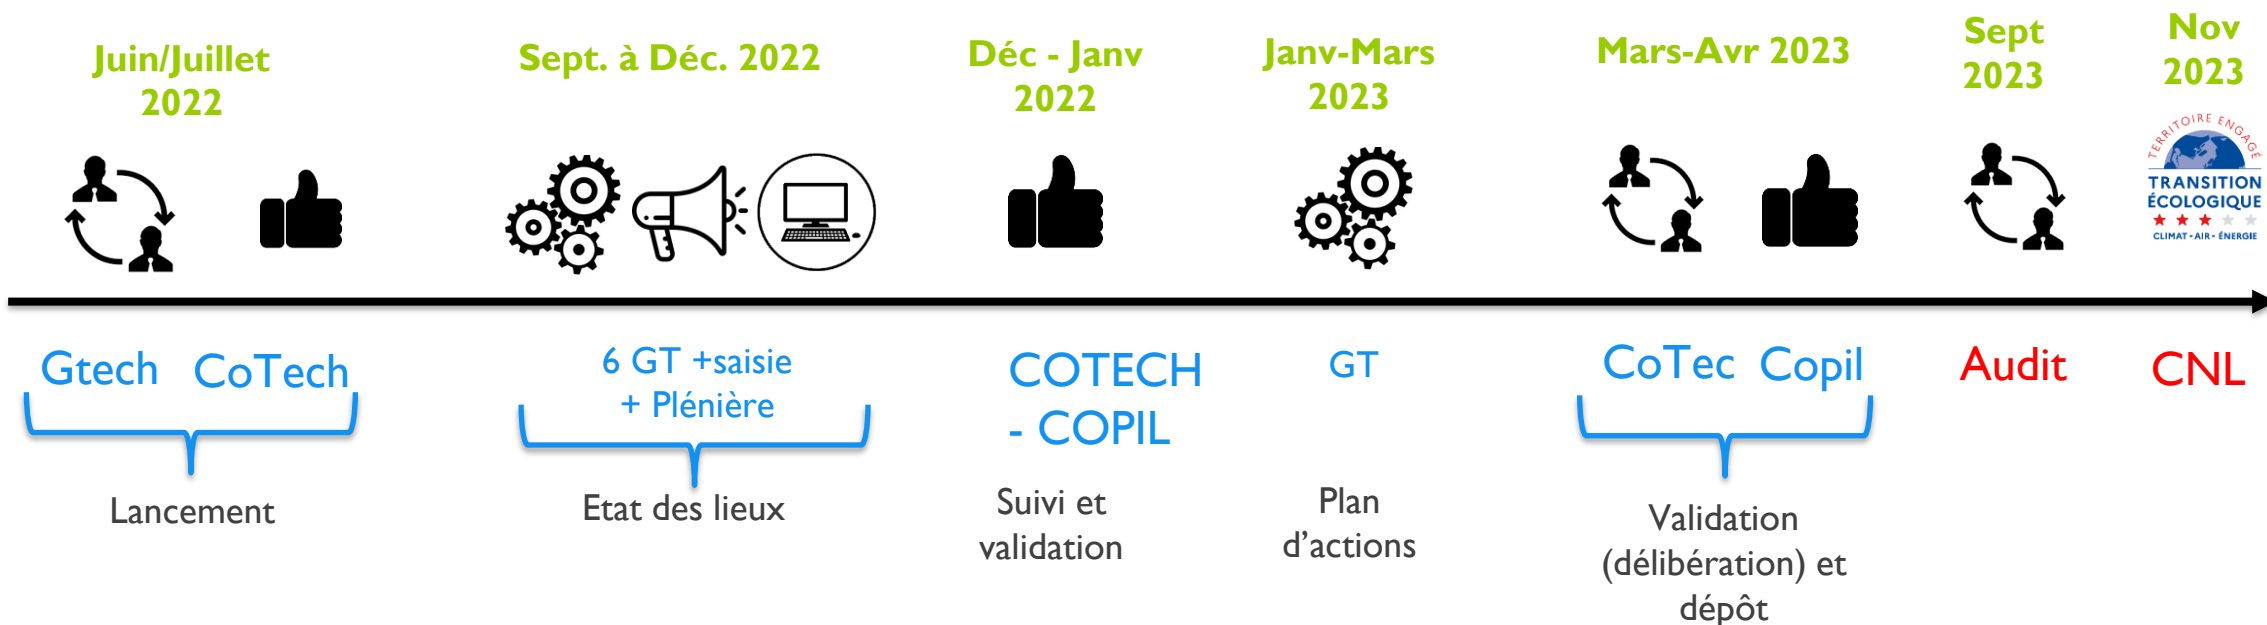 Juin/Juillet
2022
Sept. à Déc. 2022
Déc - Janv
2022
Janv-Mars
2023
Mars-Avr 2023
Sept
2023
Nov
2023
TERRITOIRE ENGAGÉ
TRANSITION
ÉCOLOGIQUE
CLIMAT - AIR - ÉNERGIE
Gtech
CoTech
6 GT +saisie
+ Plénière
COTECH
- COPIL
GT
CoTec
Copil
Audit
CNL
Lancement
Etat des lieux
Suivi et
validation
Plan
d’actions
Validation
(délibération) et
dépôt